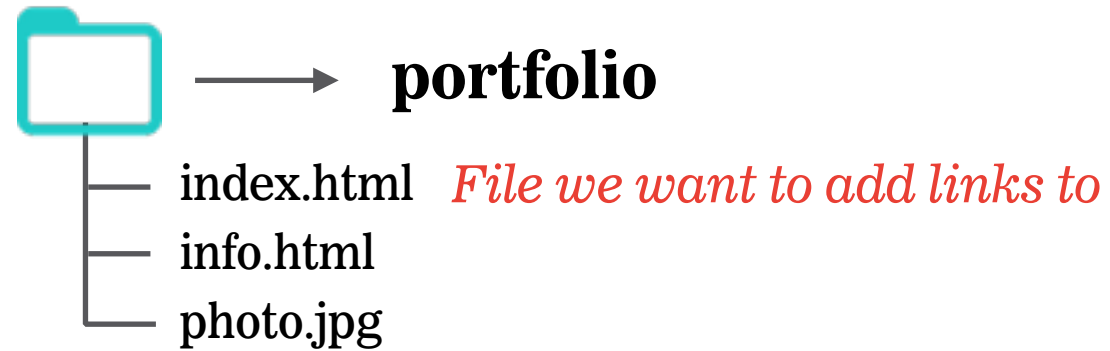 portfolio
index.html File we want to add links to
info.html
photo.jpg